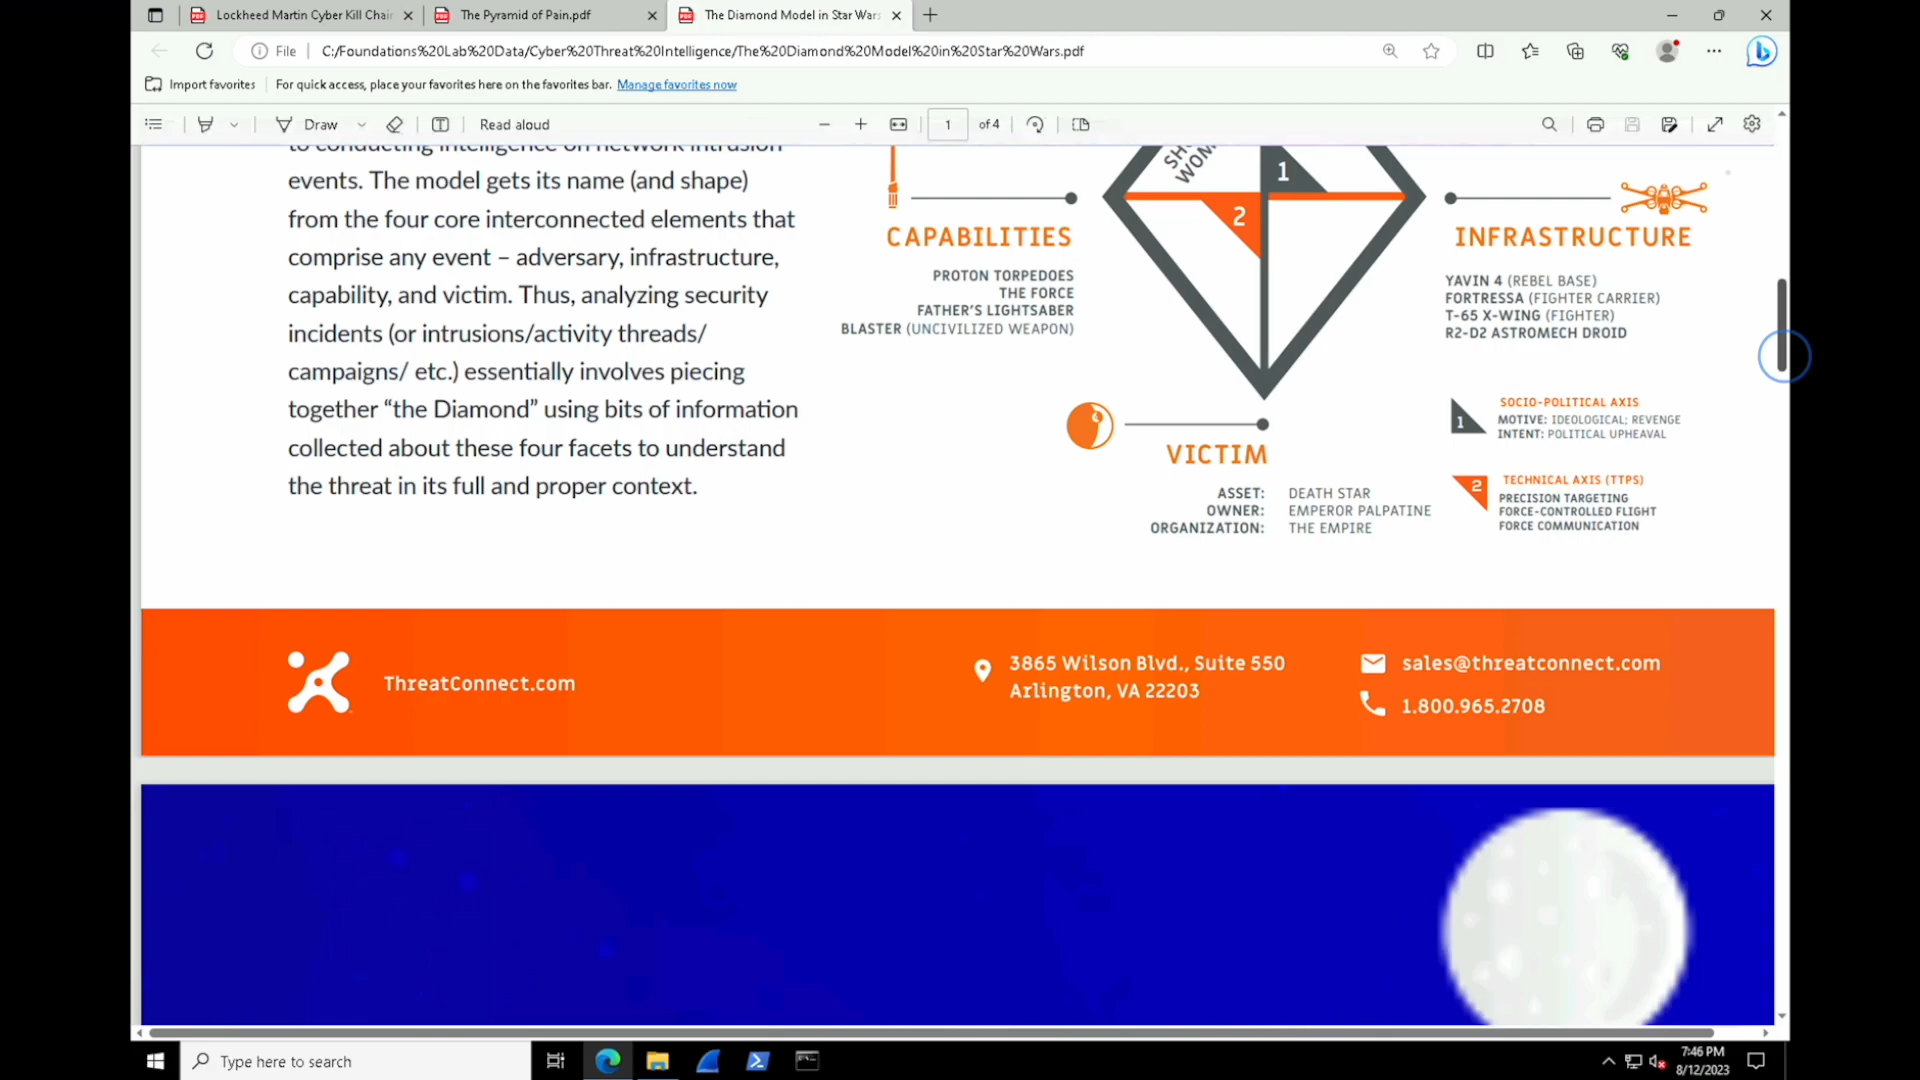 Lockheed Martin Cyber Kill Chain
The Pyramid of Pain.pdf
The Diamond Model in Star Wars
File
C:/Foundations%20Lab%20Data/Cyber%20Threat%20Intelligence/The%20Diamond%20Model%20in%20Star%20Wars.pdf
Import favorites
For quick access, place your favorites here on the favorites bar. Manage favorites now
Draw
Read aloud
1 of 4
to conducting intelligence on network intrusion
events. The model gets its name (and shape)
from the four core interconnected elements that
comprise any event – adversary, infrastructure,
capability, and victim. Thus, analyzing security
incidents (or intrusions/activity threads/
campaigns/ etc.) essentially involves piecing
together “the Diamond” using bits of information
collected about these four facets to understand
the threat in its full and proper context.
1
2
CAPABILITIES
PROTON TORPEDOES
THE FORCE
FATHER'S LIGHTSABER
BLASTER (UNCIVILIZED WEAPON)
INFRASTRUCTURE
YAVIN 4 (REBEL BASE)
FORTRESSA (FIGHTER CARRIER)
T-65 X-WING (FIGHTER)
R2-D2 ASTROMECH DROID
VICTIM
ASSET: DEATH STAR
OWNER: EMPEROR PALPATINE
ORGANIZATION: THE EMPIRE
1
SOCIO-POLITICAL AXIS
MOTIVE: IDEOLOGICAL; REVENGE
INTENT: POLITICAL UPHEAVAL
2
TECHNICAL AXIS (TTPS)
PRECISION TARGETING
FORCE-CONTROLLED FLIGHT
FORCE COMMUNICATION
ThreatConnect.com
3865 Wilson Blvd., Suite 550
Arlington, VA 22203
sales@threatconnect.com
1.800.965.2708
Type here to search
7:46 PM
8/12/2023